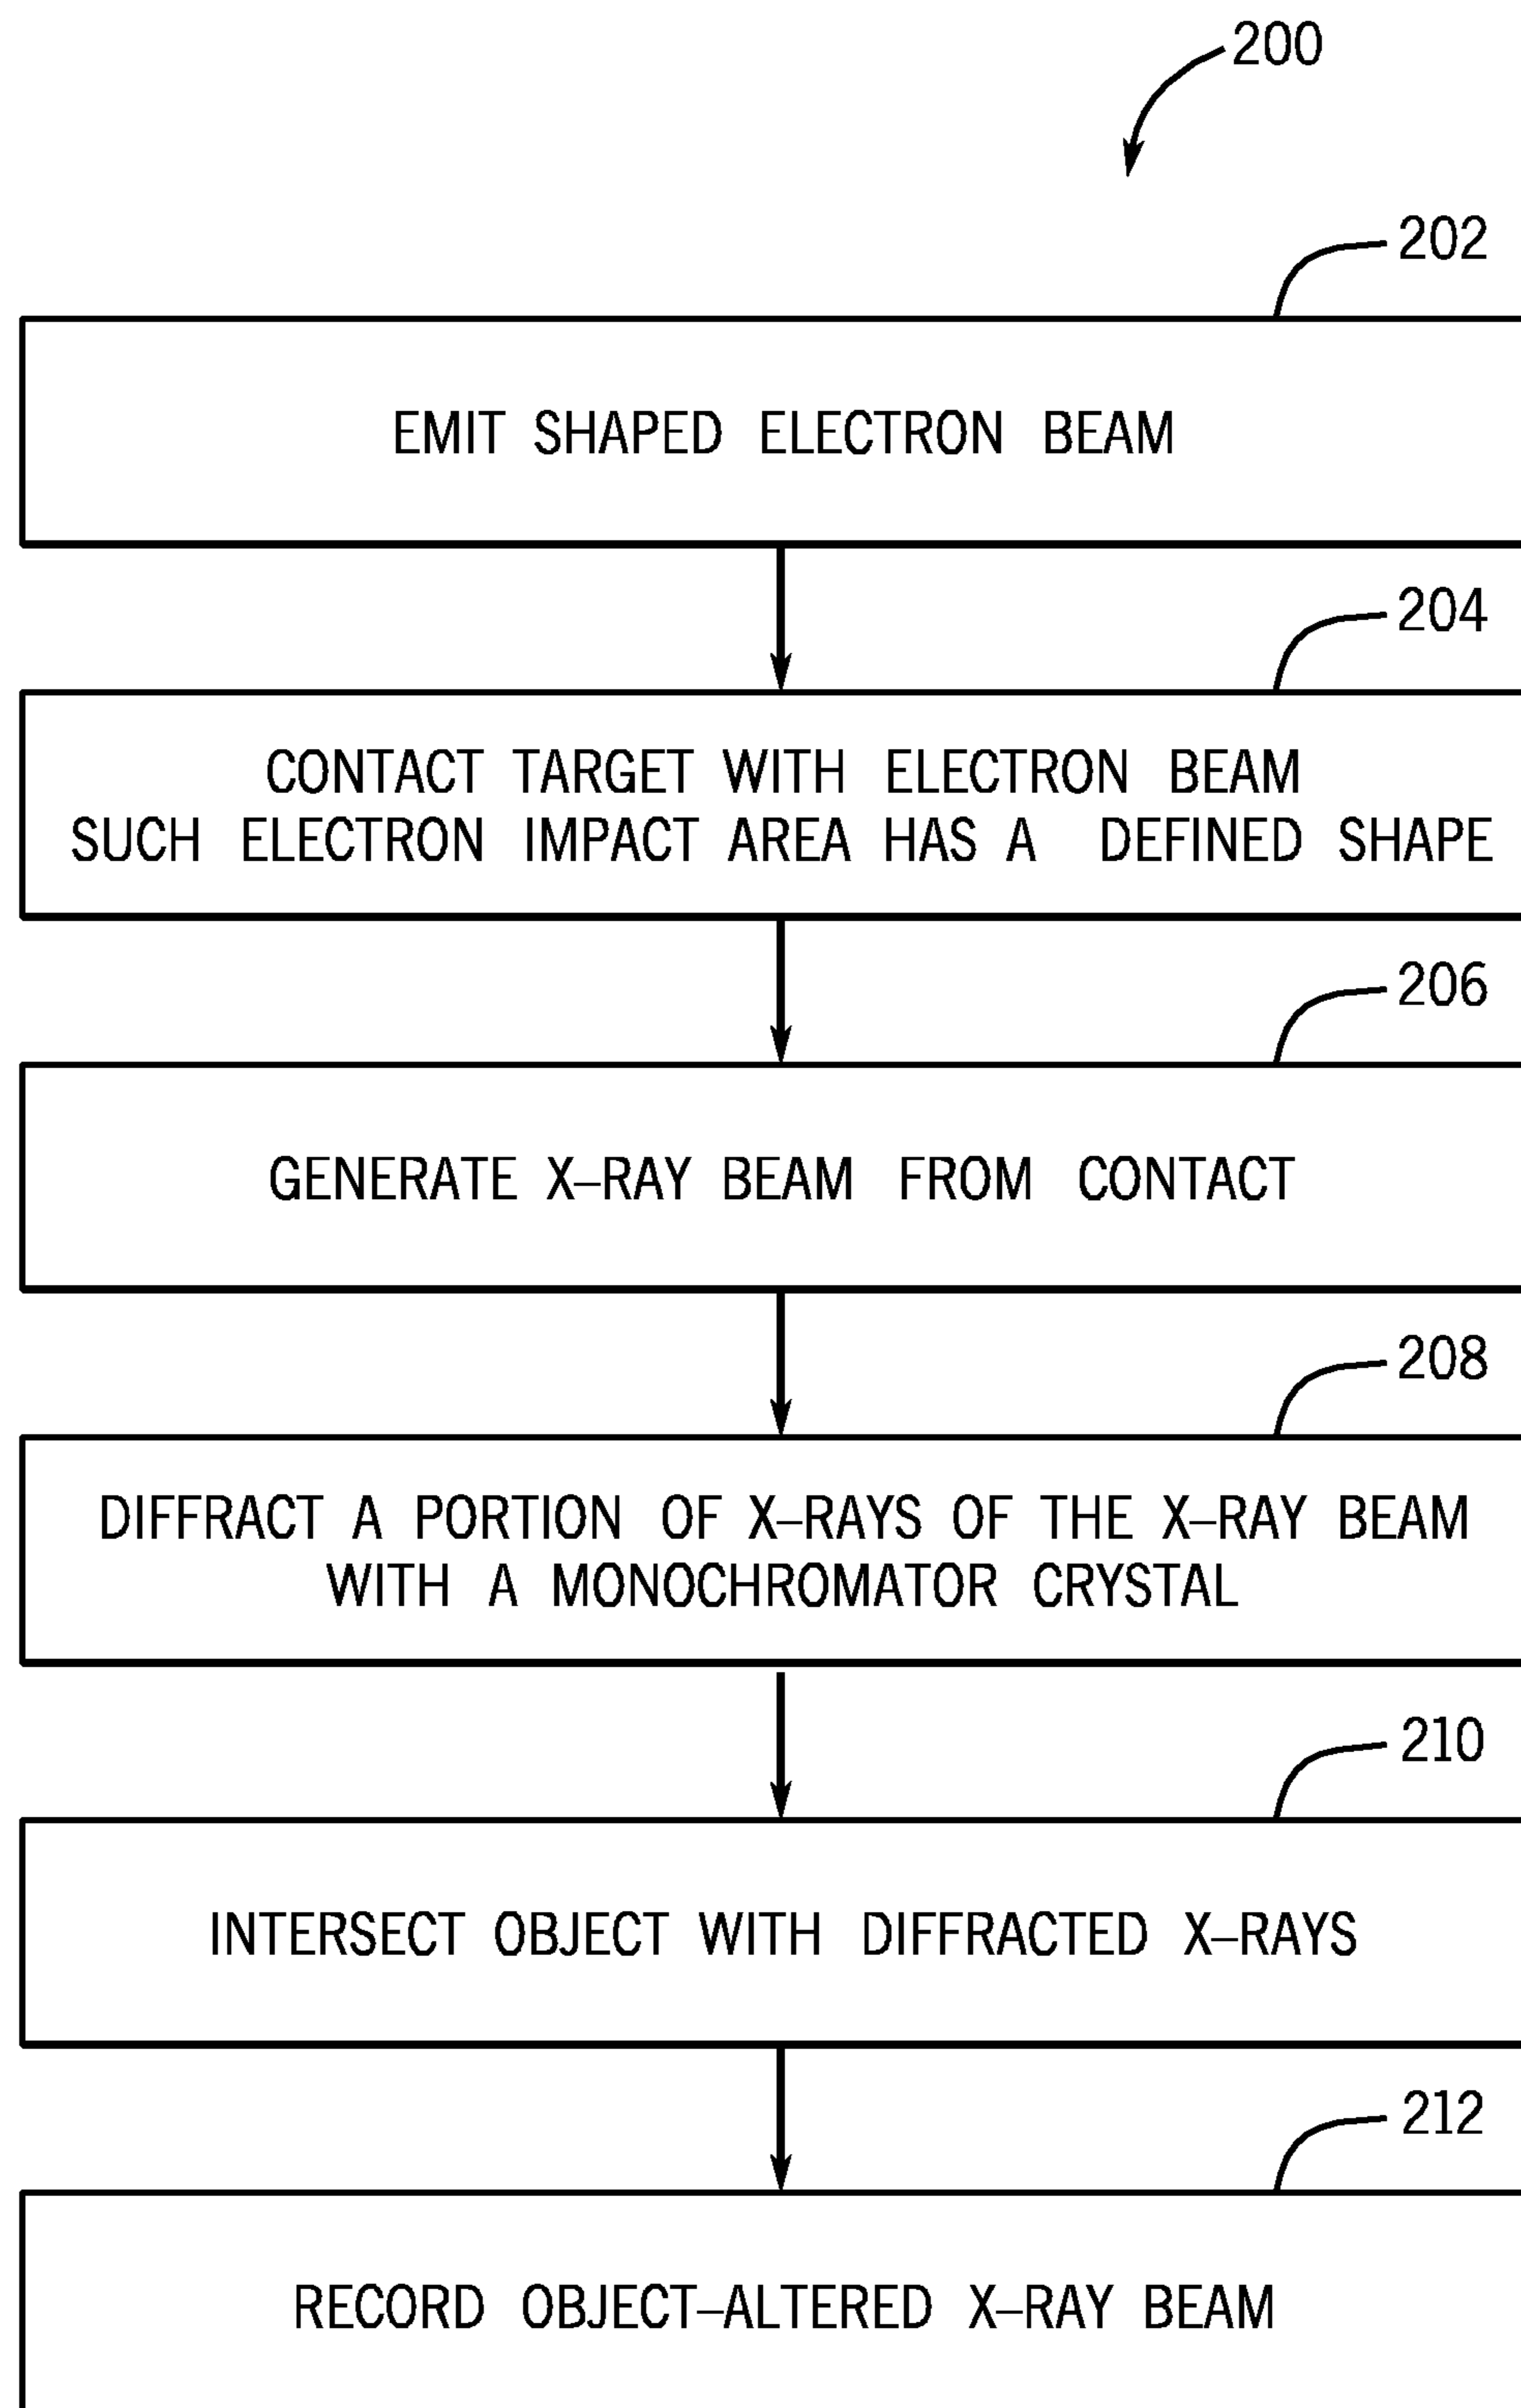 200
202
EMIT SHAPED ELECTRON BEAM
204
CONTACT TARGET WITH ELECTRON BEAM
SUCH ELECTRON IMPACT AREA HAS A DEFINED SHAPE
206
GENERATE X–RAY BEAM FROM CONTACT
208
DIFFRACT A PORTION OF X–RAYS OF THE X–RAY BEAM
WITH A MONOCHROMATOR CRYSTAL
210
INTERSECT OBJECT WITH DIFFRACTED X–RAYS
212
RECORD OBJECT–ALTERED X–RAY BEAM